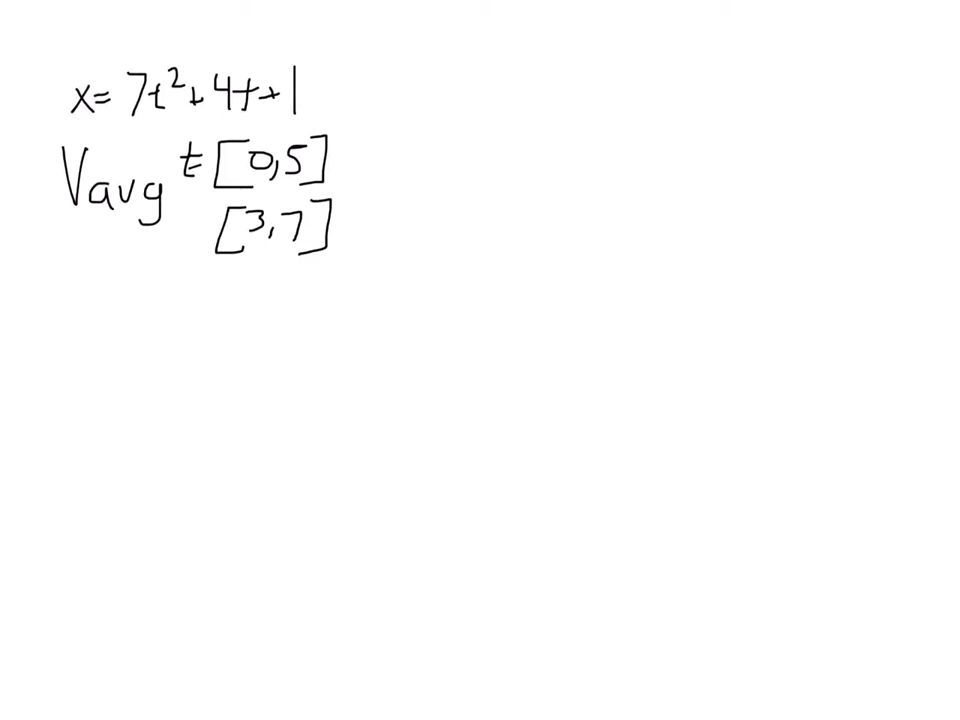 x= 7t²+4t+1
Vavg t=[0,5]
[3,7]